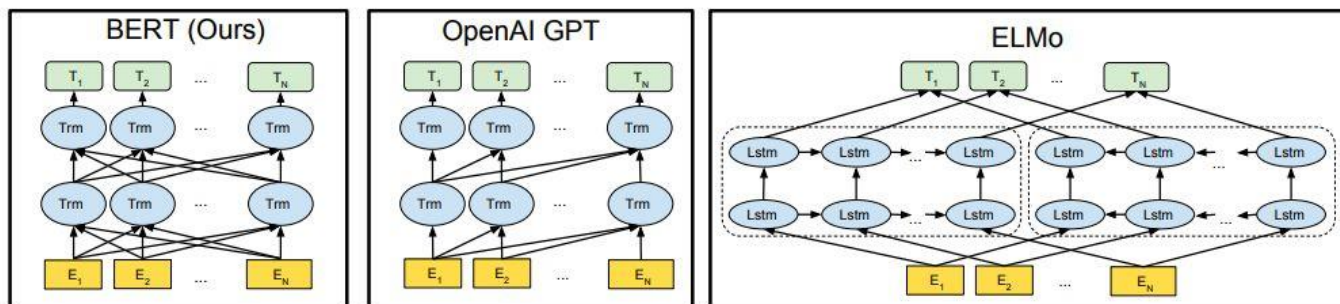 BERT (Ours)
T1 T2 ... TN
Trm Trm ... Trm
Trm Trm ... Trm
E1 E2 ... EN
OpenAI GPT
T1 T2 ... TN
Trm Trm ... Trm
Trm Trm ... Trm
E1 E2 ... EN
ELMo
T1 T2 ... TN
Lstm Lstm ... Lstm Lstm Lstm ... Lstm
Lstm Lstm ... Lstm Lstm Lstm ... Lstm
E1 E2 ... EN